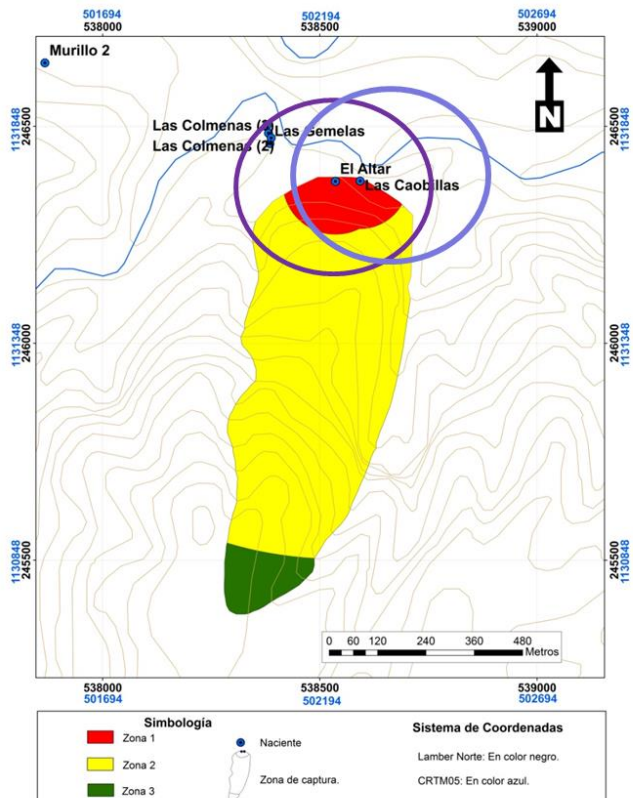 501694 502194 502694
538000 538500 539000
Murillo 2
1131848
246500
Las Colmenas (
Las Gemelas
Las Colmenas (2)
El Altar
Las Caobillas
1131848
246500
N
1131348
246000
1131348
246000
1130848
245500
1130848
245500
0 30 60 120 240 360 480
Metros
538000 538500 539000
501694 502194 502694
Simbología
Zona 1
Zona 2
Zona 3
Naciente
Zona de captura.
Sistema de Coordenadas
Lamber Norte: En color negro.
CRTM05: En color azul.